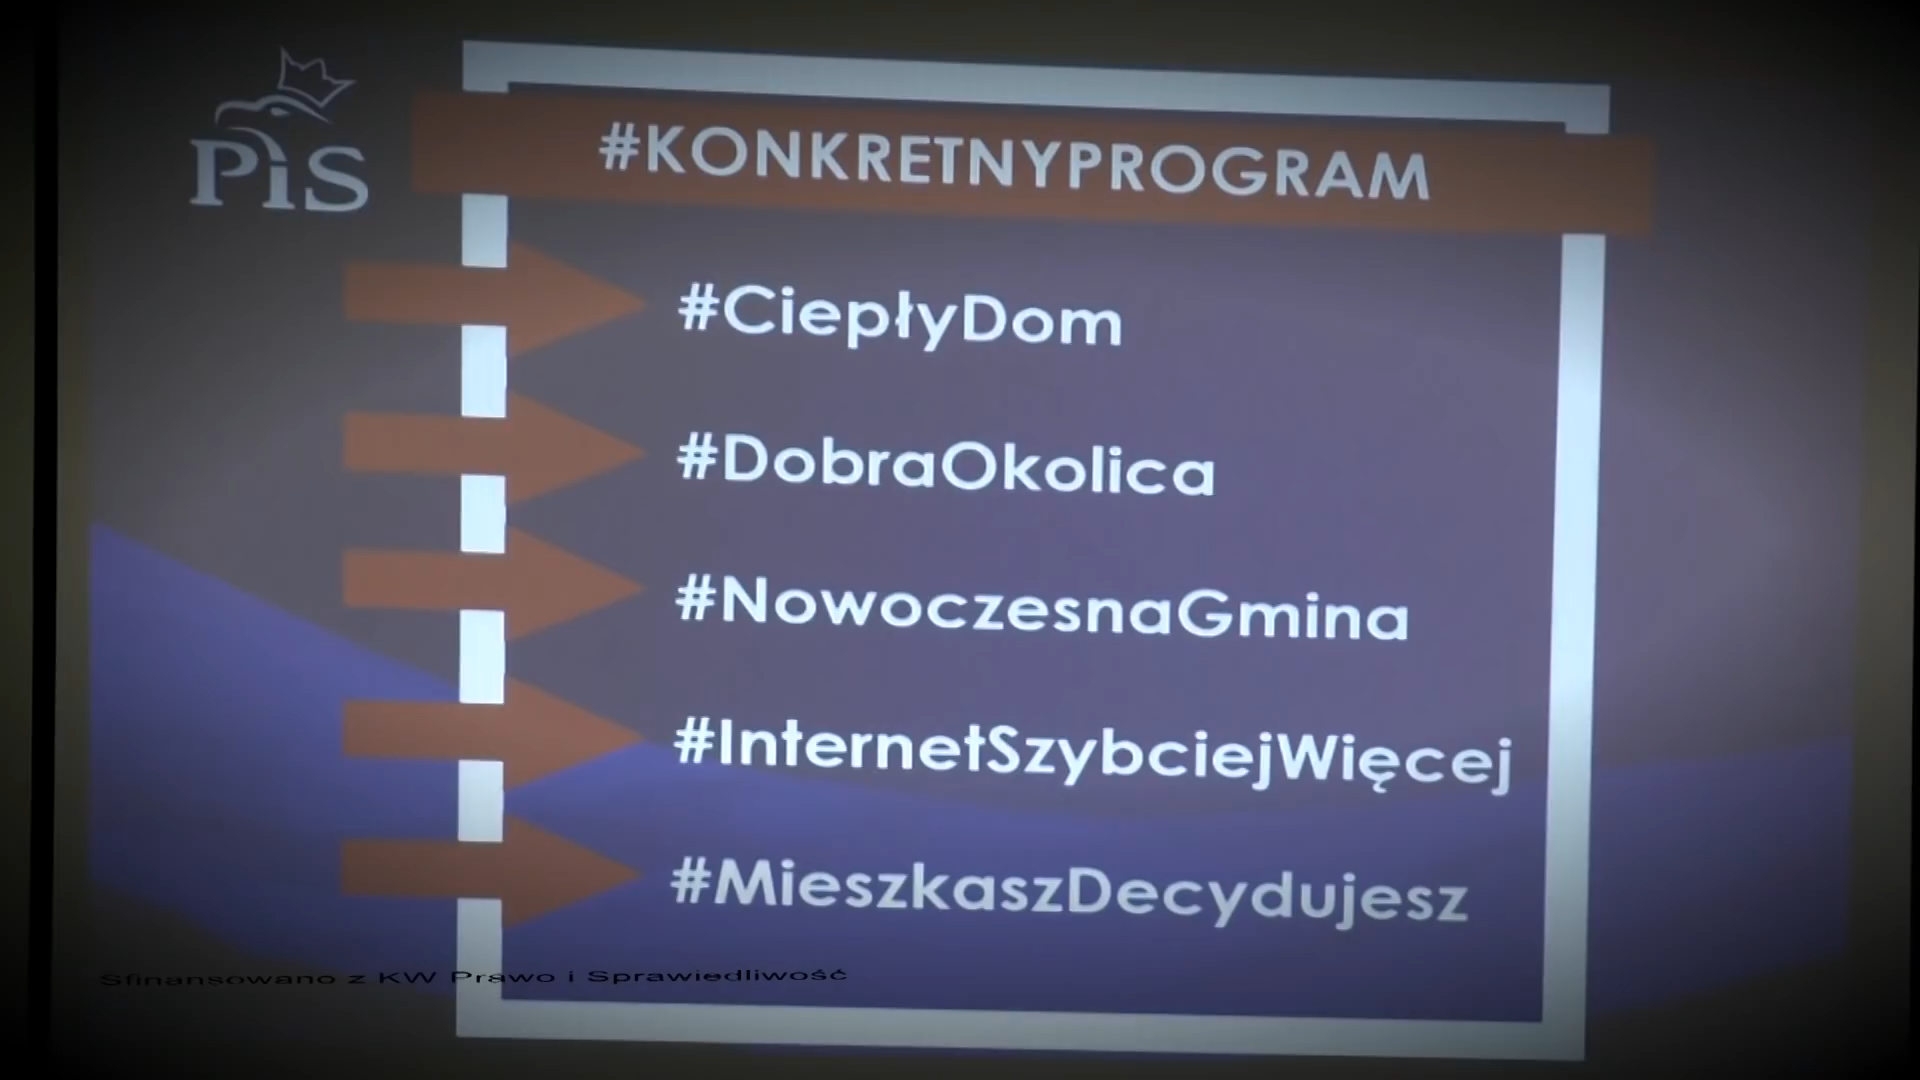 PiS
#KONKRETNYPROGRAM
#CiepłyDom
#DobraOkolica
#NowoczesnaGmina
#InternetSzybciejWięcej
#MieszkaszDecydujesz
Sfinansowano z KW Prawo i Sprawiedliwość